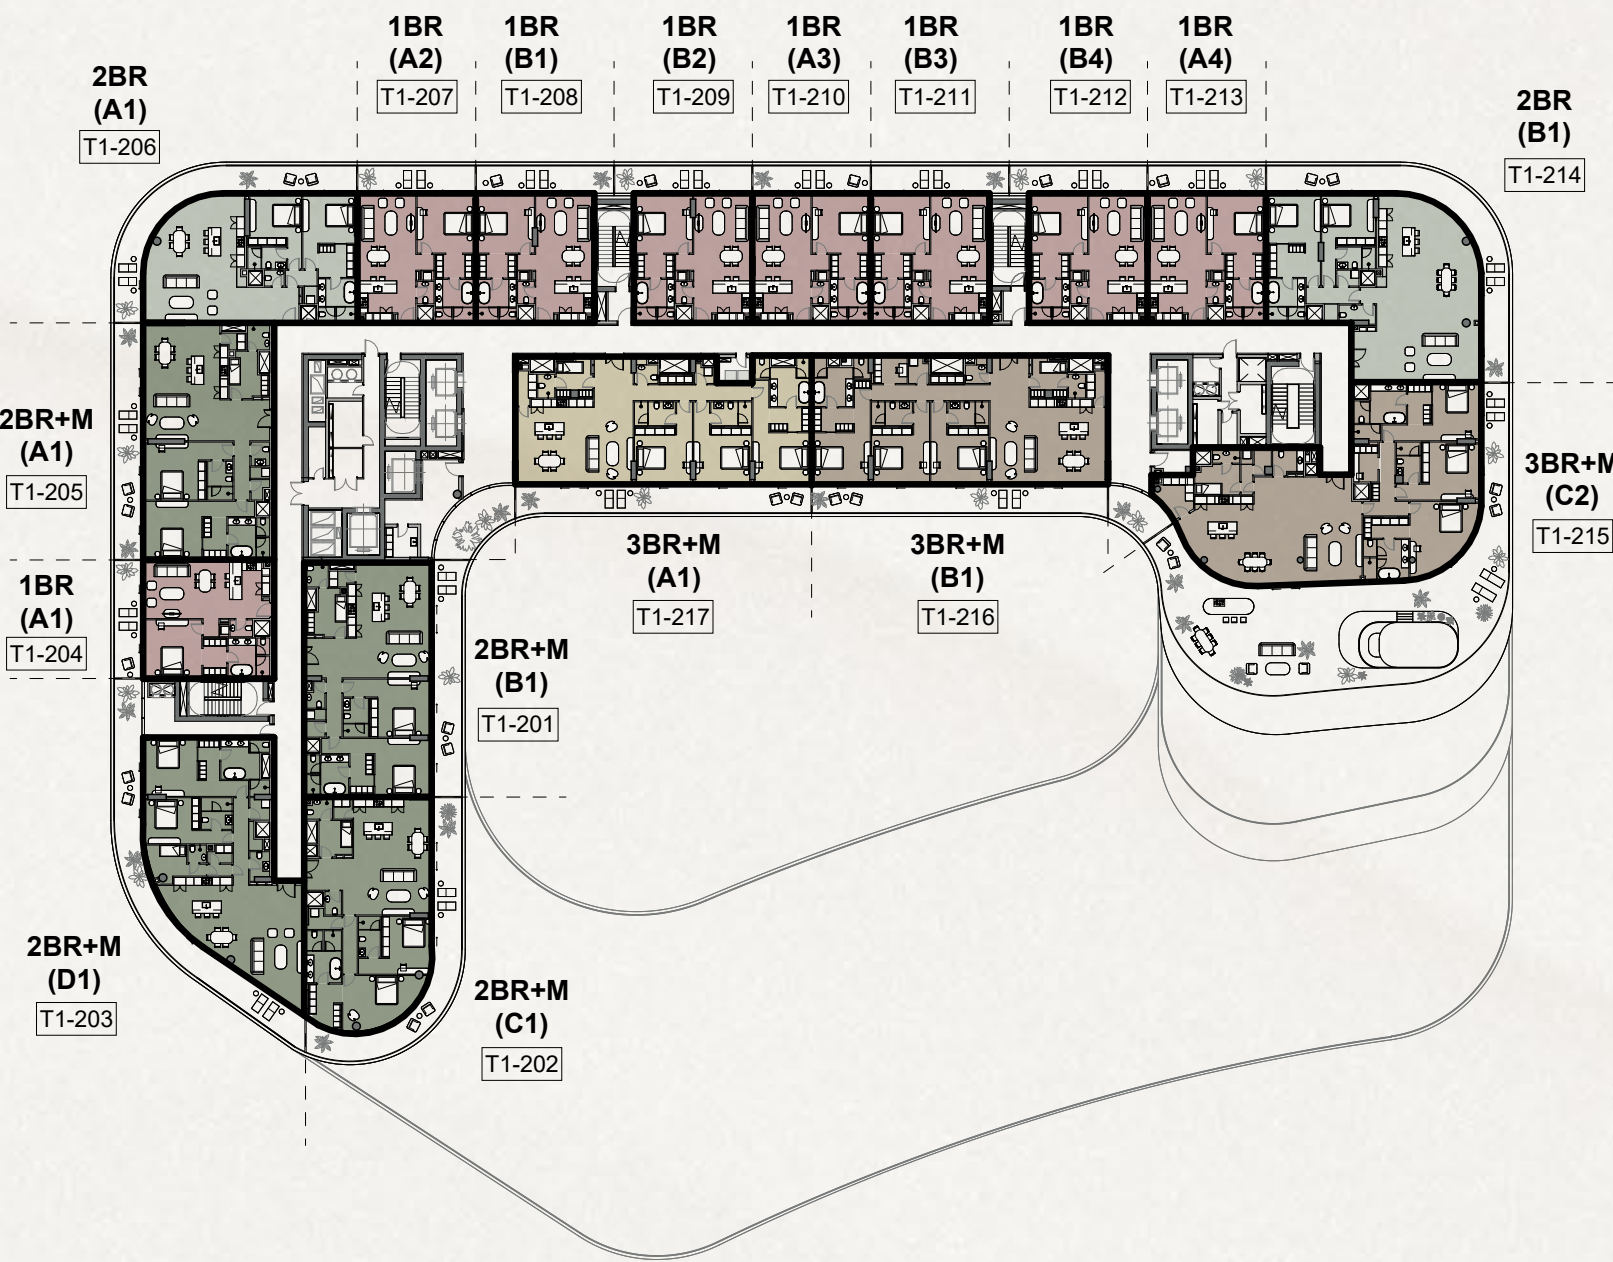 1BR
(A2)
T1-207
1BR
(B1)
T1-208
1BR
(B2)
T1-209
1BR
(A3)
T1-210
1BR
(B3)
T1-211
1BR
(B4)
T1-212
1BR
(A4)
T1-213
2BR
(A1)
T1-206
2BR
(B1)
T1-214
2BR+M
(A1)
T1-205
3BR+M
(C2)
T1-215
1BR
(A1)
T1-204
3BR+M
(A1)
T1-217
3BR+M
(B1)
T1-216
2BR+M
(B1)
T1-201
2BR+M
(D1)
T1-203
2BR+M
(C1)
T1-202